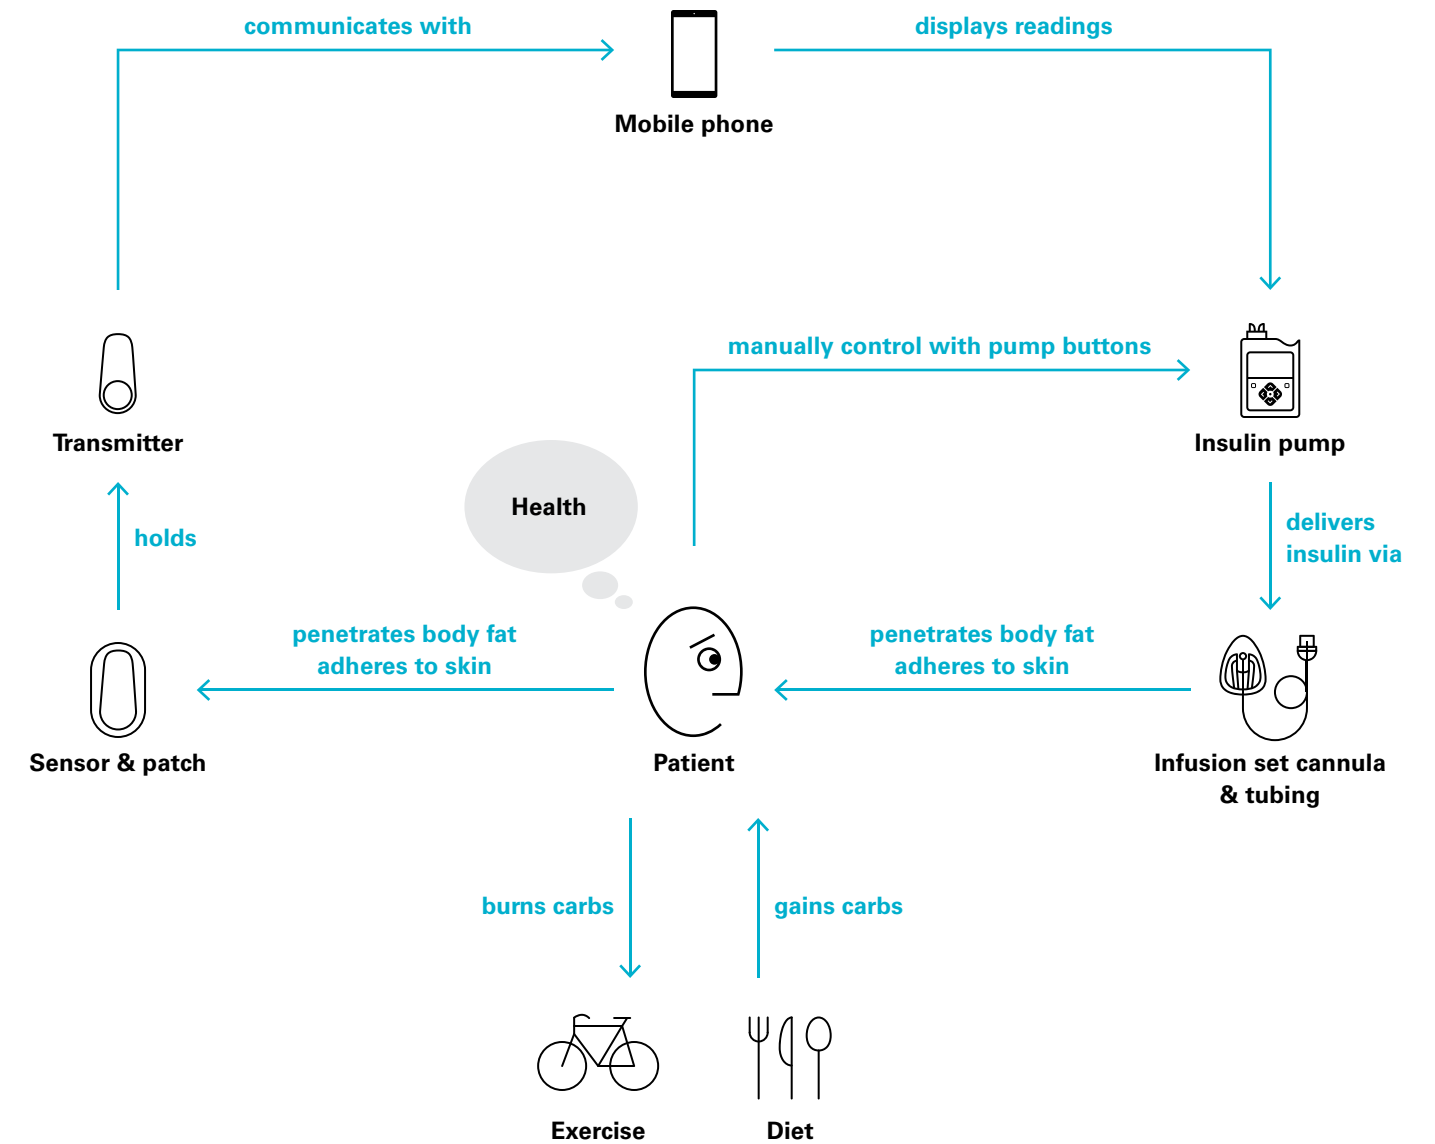 communicates with
displays readings
Mobile phone
manually control with pump buttons
Transmitter
Insulin pump
Health
holds
delivers
insulin via
penetrates body fat
adheres to skin
penetrates body fat
adheres to skin
Sensor & patch
Patient
Infusion set cannula
& tubing
burns carbs
gains carbs
Exercise
Diet